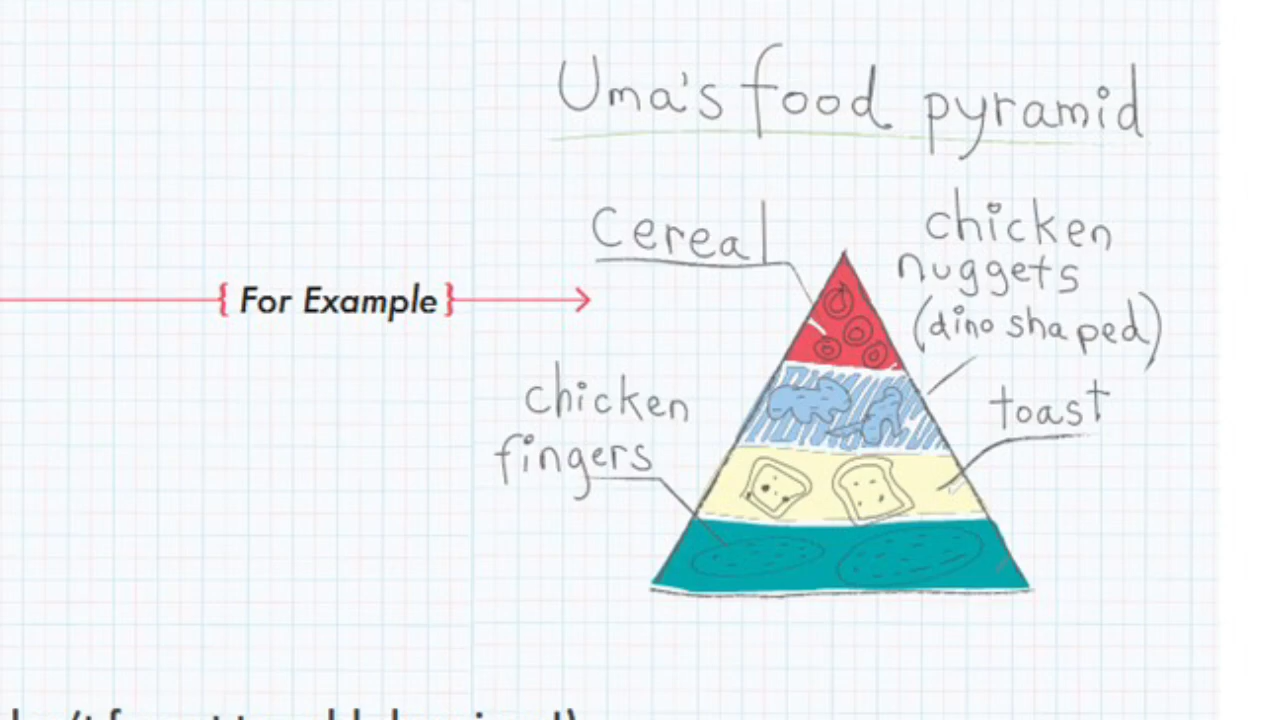 Uma's food pyramid
Cereal
chicken
nuggets
(dino shaped)
{ For Example }
chicken
fingers
toast